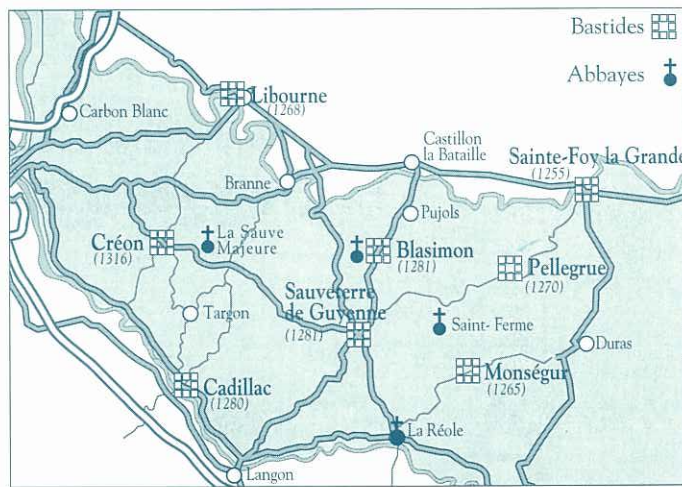 Bastides
Abbayes
Libourne
(1268)
Carbon Blanc
Castillon
la Bataille
Sainte-Foy la Grande
(1255)
Branne
Pujols
La Sauve
Majeure
Créon
(1316)
Blasimon
(1281)
Pellegrue
(1270)
Sauveterre
de Guyenne
(1281)
Targon
Saint- Ferme
Duras
Monségur
(1265)
Cadillac
(1280)
La Réole
Langon